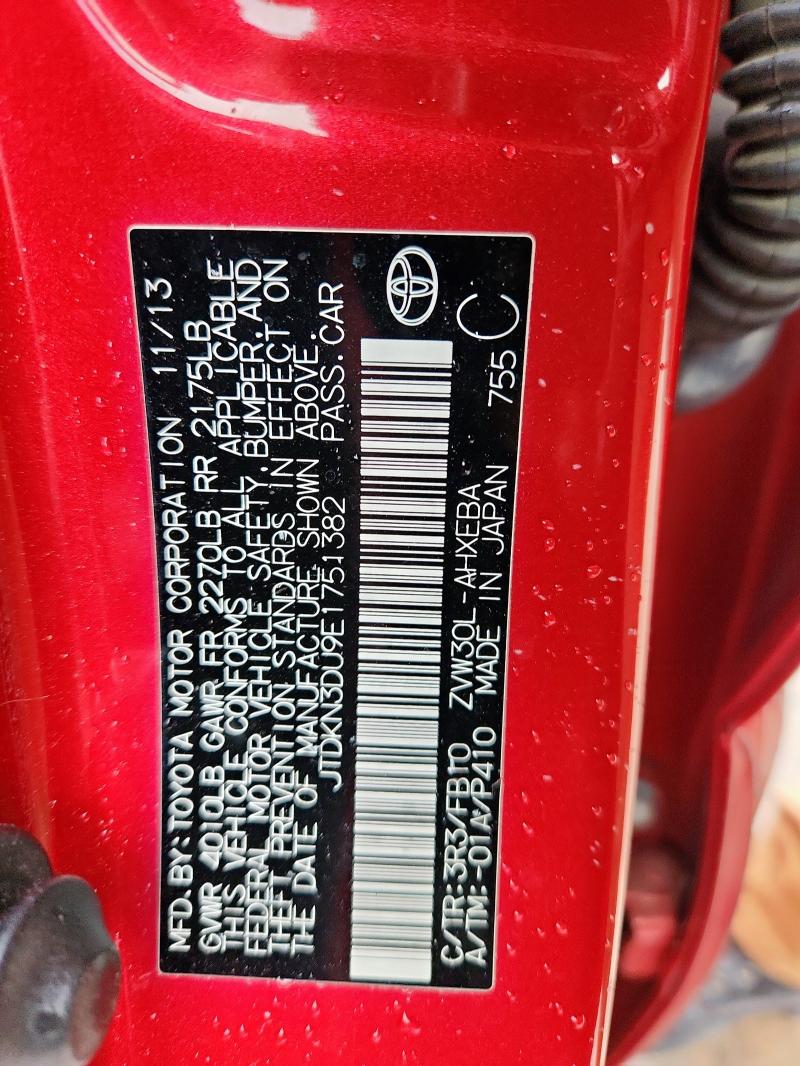 MFD. BY: TOYOTA MOTOR CORPORATION 11/13
GVWR 4010LB GAWR FR 2270LB RR 2175LB
THIS VEHICLE CONFORMS TO ALL APPLICABLE
FEDERAL MOTOR VEHICLE SAFETY, BUMPER, AND
THEFT PREVENTION STANDARDS IN EFFECT ON
THE DATE OF MANUFACTURE SHOWN ABOVE.
JTDKN3DU9E1751382 PASS.CAR
C/TR: 3R3/FB10 ZVW30L-AHXEBA 755 C
A/TM: -01A/P410 MADE IN JAPAN